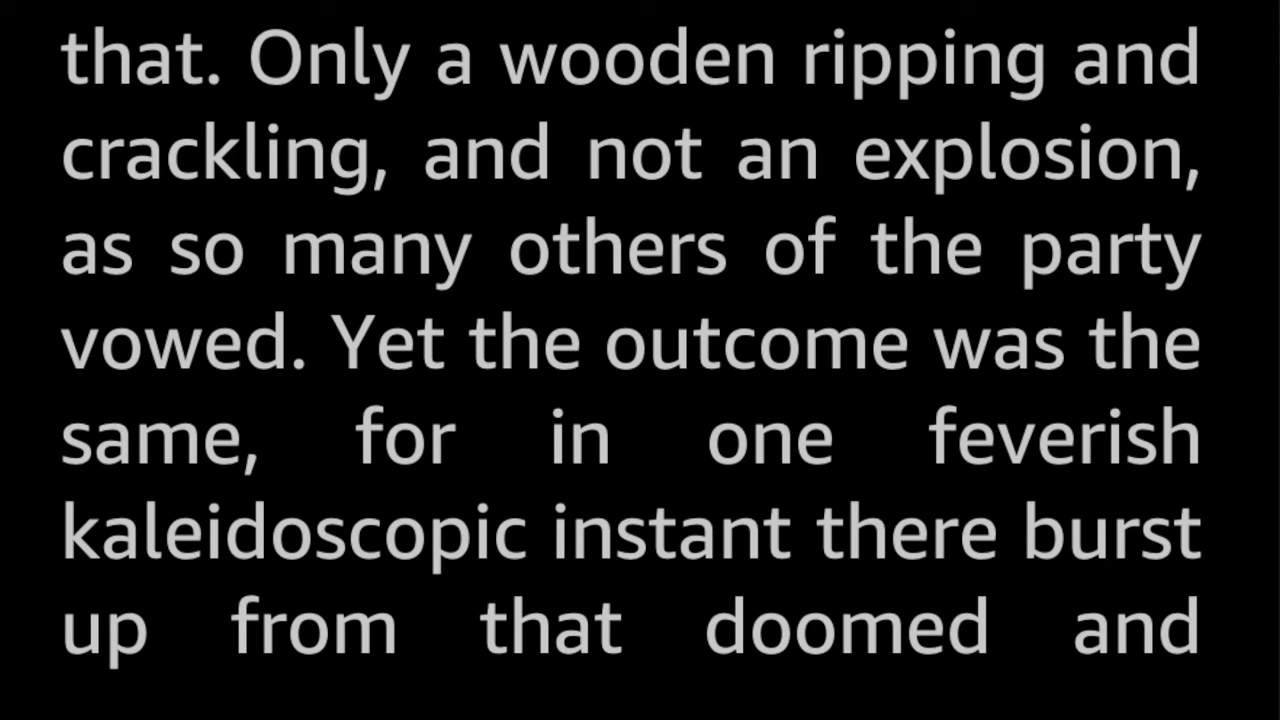 that. Only a wooden ripping and
crackling, and not an explosion,
as so many others of the party
vowed. Yet the outcome was the
same, for in one feverish
kaleidoscopic instant there burst
up from that doomed and